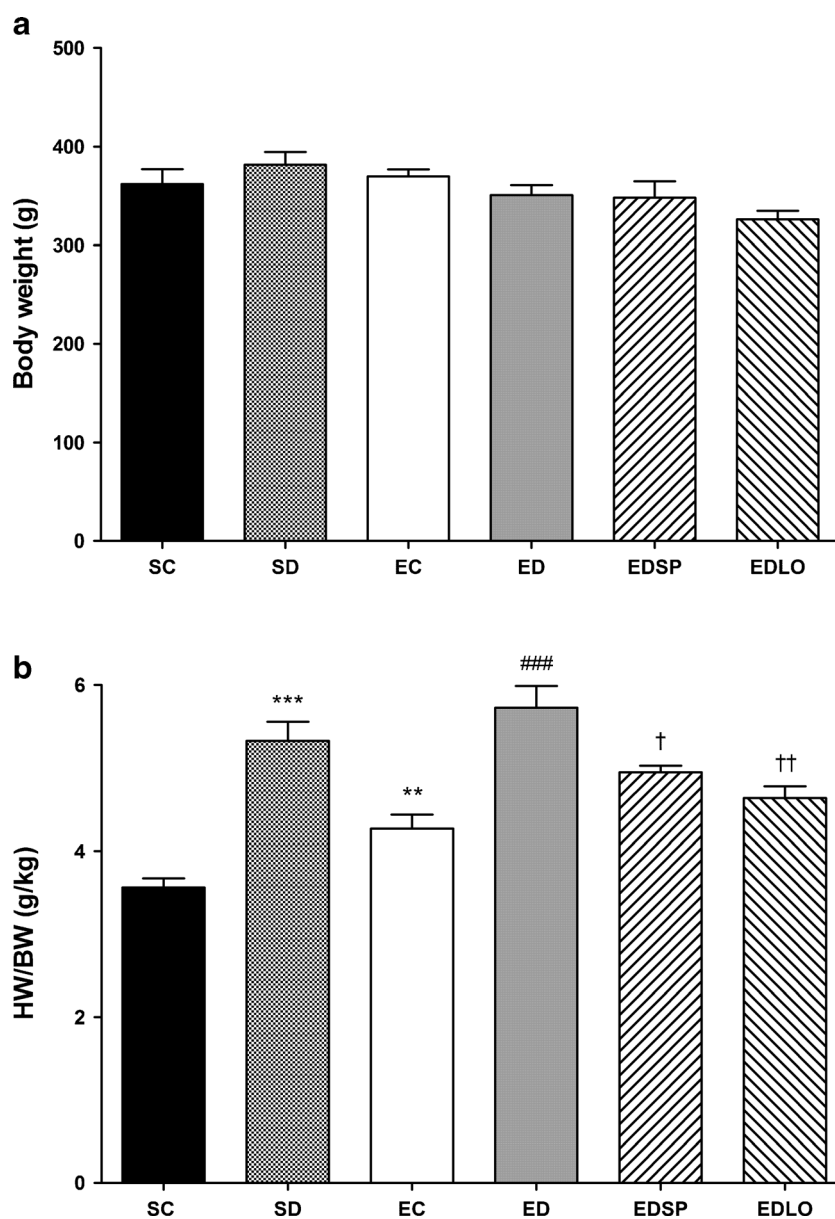 a
Body weight (g)
500
400
300
200
100
0
SC SD EC ED EDSP EDLO
b
HW/BW (g/kg)
6
4
2
0
*** ** ### † ††
SC SD EC ED EDSP EDLO